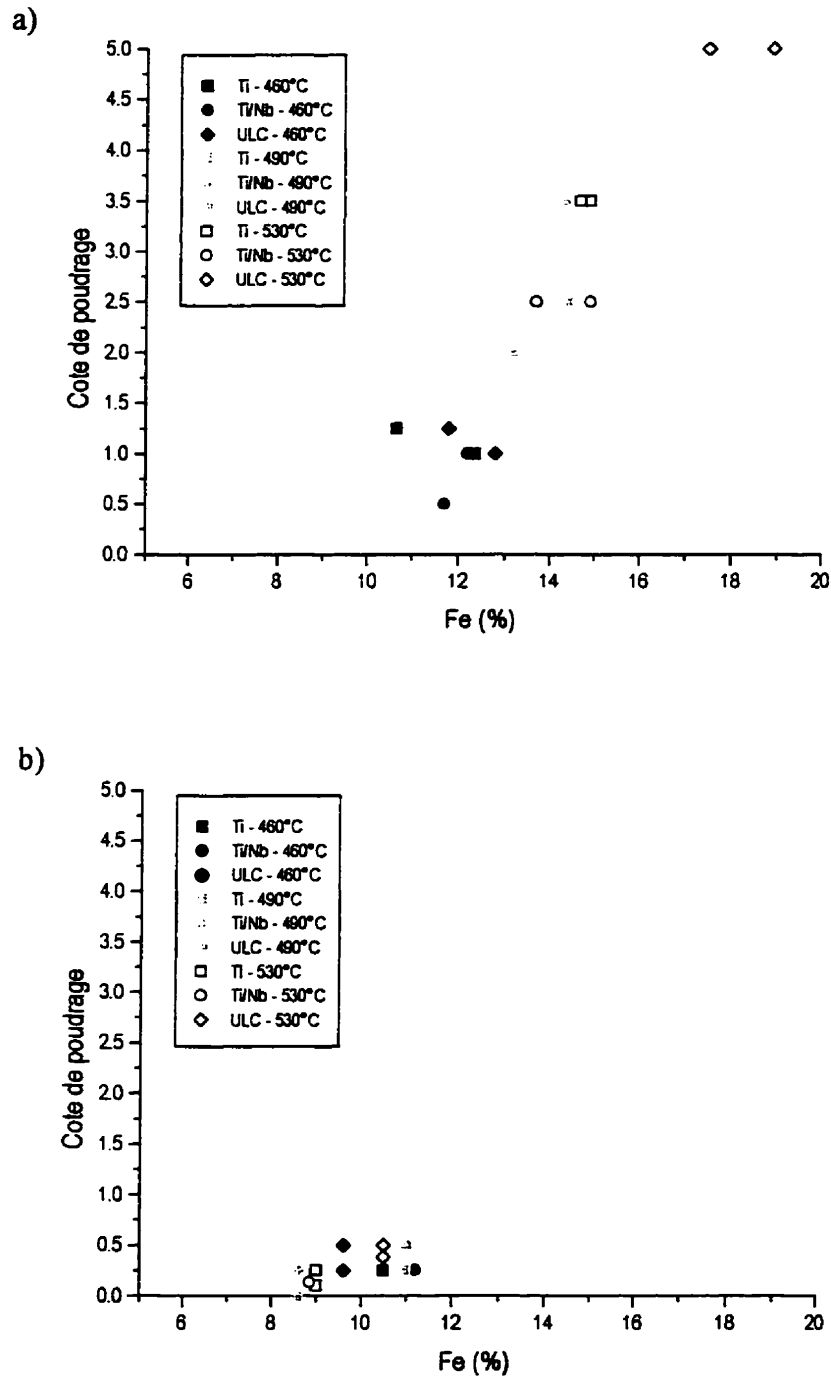 a)
5.0
4.5
4.0
3.5
3.0
2.5
2.0
1.5
1.0
0.5
0.0
Cote de poudrage
Ti - 460°C
Ti/Nb - 460°C
ULC - 460°C
Ti - 490°C
Ti/Nb - 490°C
ULC - 490°C
Ti - 530°C
Ti/Nb - 530°C
ULC - 530°C
6 8 10 12 14 16 18 20
Fe (%)
b)
5.0
4.5
4.0
3.5
3.0
2.5
2.0
1.5
1.0
0.5
0.0
Cote de poudrage
Ti - 460°C
Ti/Nb - 460°C
ULC - 460°C
Ti - 490°C
Ti/Nb - 490°C
ULC - 490°C
Ti - 530°C
Ti/Nb - 530°C
ULC - 530°C
6 8 10 12 14 16 18 20
Fe (%)